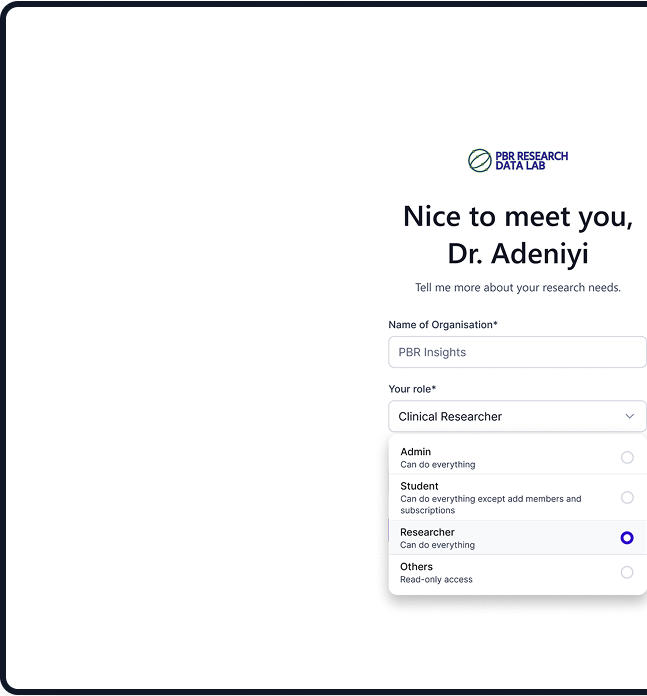 PBR RESEARCH
DATA LAB
Nice to meet you,
Dr. Adeniyi
Tell me more about your research needs.
Name of Organisation*
PBR Insights
Your role*
Clinical Researcher
Admin
Can do everything
Student
Can do everything except add members and
subscriptions
Researcher
Can do everything
Others
Read-only access